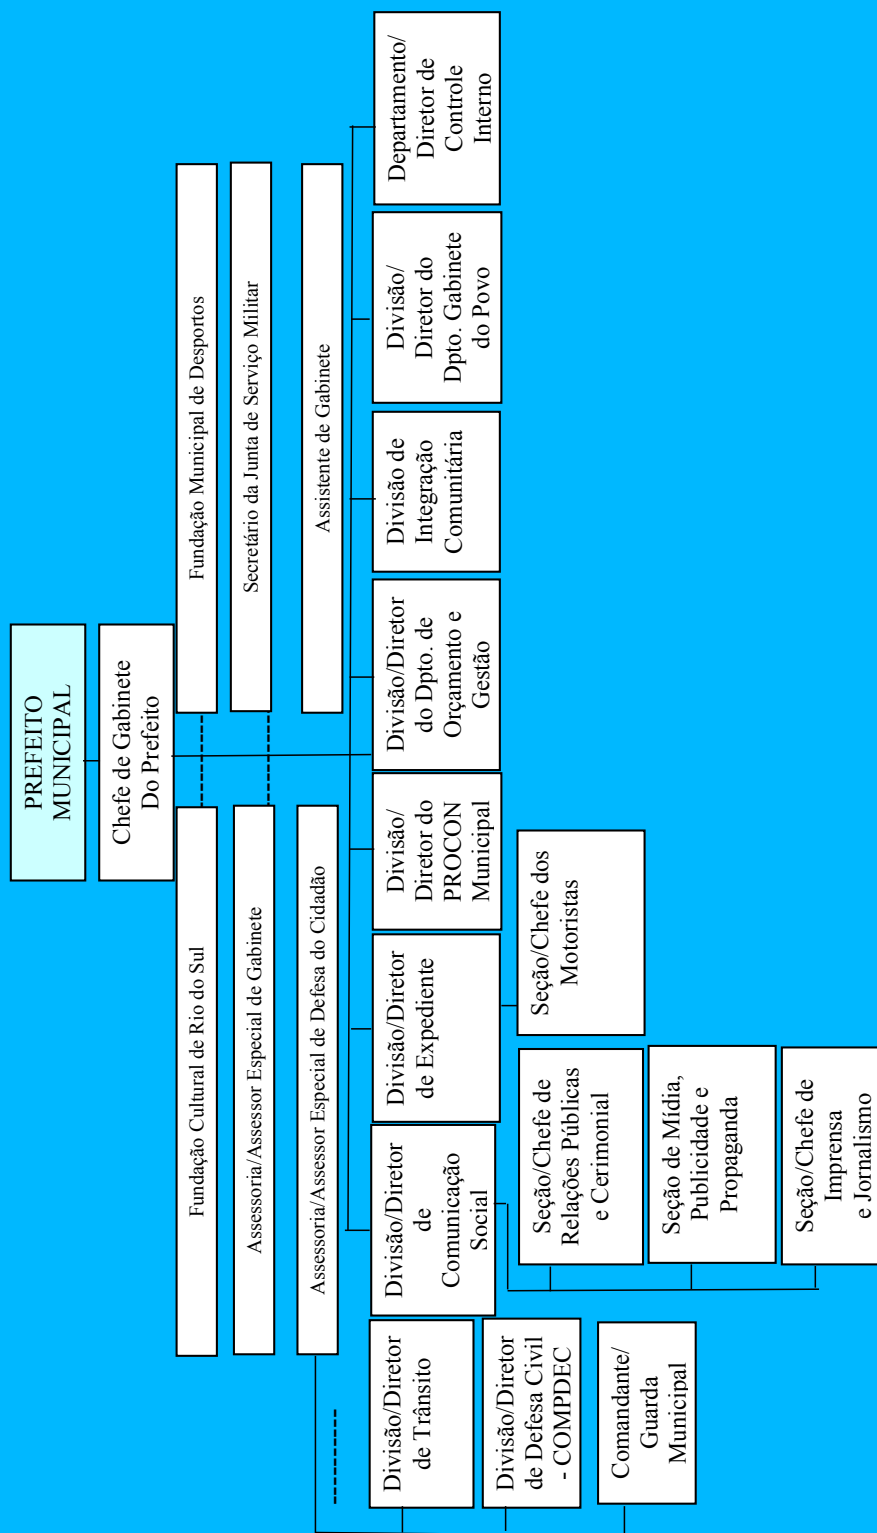 PREFEITO
MUNICIPAL
Chefe de Gabinete
Do Prefeito
Fundação Cultural de Rio do Sul
Fundação Municipal de Desportos
Assessoria/Assessor Especial de Gabinete
Secretário da Junta de Serviço Militar
Assessoria/Assessor Especial de Defesa do Cidadão
Assistente de Gabinete
Divisão/Diretor
de Trânsito
Divisão/Diretor
de Defesa Civil
- COMPDEC
Comandante/
Guarda
Municipal
Divisão/Diretor
de
Comunicação
Social
Divisão/Diretor
de Expediente
Divisão/
Diretor do
PROCON
Municipal
Divisão/Diretor
do Dpto. de
Orçamento e
Gestão
Divisão de
Integração
Comunitária
Divisão/
Diretor do
Dpto. Gabinete
do Povo
Departamento/
Diretor de
Controle
Interno
Seção/Chefe de
Relações Públicas
e Cerimonial
Seção de Mídia,
Publicidade e
Propaganda
Seção/Chefe de
Imprensa
e Jornalismo
Seção/Chefe dos
Motoristas